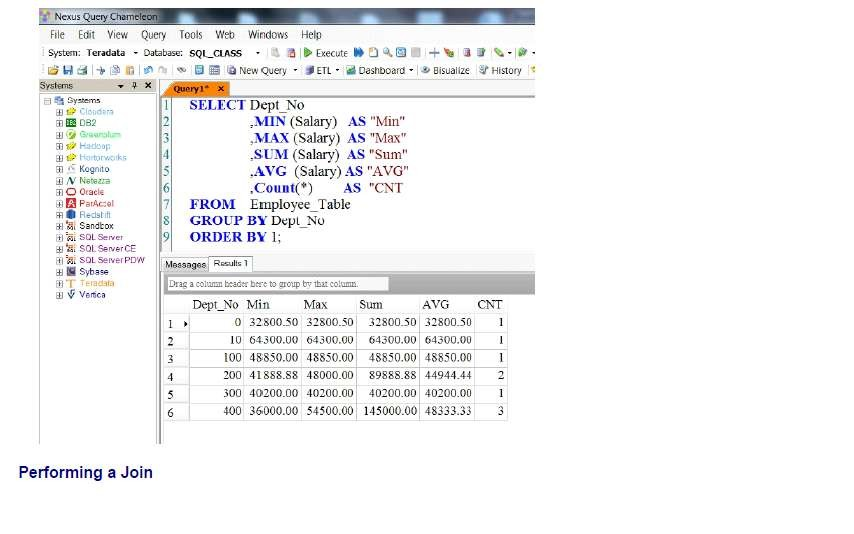 Nexus Query Chameleon
File Edit View Query Tools Web Windows Help
System: Teradata Database: SQL_CLASS Execute
New Query ETL Dashboard Bisualize History
Systems
Query1*
Systems
Cloudera
DB2
Greenplum
Hadoop
Hortorworks
Kognito
Netezza
Oracle
ParAccel
Redshift
Sandbox
SQL Server
SQL Server CE
SQL Server PDW
Sybase
Teradata
Vertica
1 SELECT Dept_No
2 ,MIN (Salary) AS "Min"
3 ,MAX (Salary) AS "Max"
4 ,SUM (Salary) AS "Sum"
5 ,AVG (Salary) AS "AVG"
6 ,Count(*) AS "CNT
7 FROM Employee_Table
8 GROUP BY Dept_No
9 ORDER BY 1;
Messages Results 1
Drag a column header here to group by that column.
Dept_No Min Max Sum AVG CNT
1 0 32800.50 32800.50 32800.50 32800.50 1
2 10 64300.00 64300.00 64300.00 64300.00 1
3 100 48850.00 48850.00 48850.00 48850.00 1
4 200 41888.88 48000.00 89888.88 44944.44 2
5 300 40200.00 40200.00 40200.00 40200.00 1
6 400 36000.00 54500.00 145000.00 48333.33 3
Performing a Join